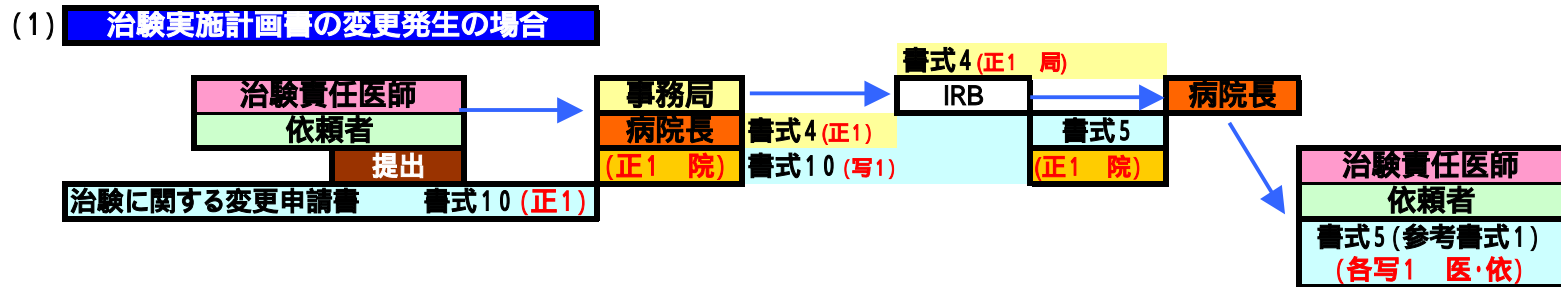 (1) 治験実施計画書の変更発生の場合
書式4(正1 局)
治験責任医師
事務局
IRB
病院長
依頼者
病院長
書式4(正1)
書式5
提出
(正1 院)
書式10(写1)
(正1 院)
治験責任医師
治験に関する変更申請書 書式10(正1)
依頼者
書式5(参考書式1)
(各写1 医・依)